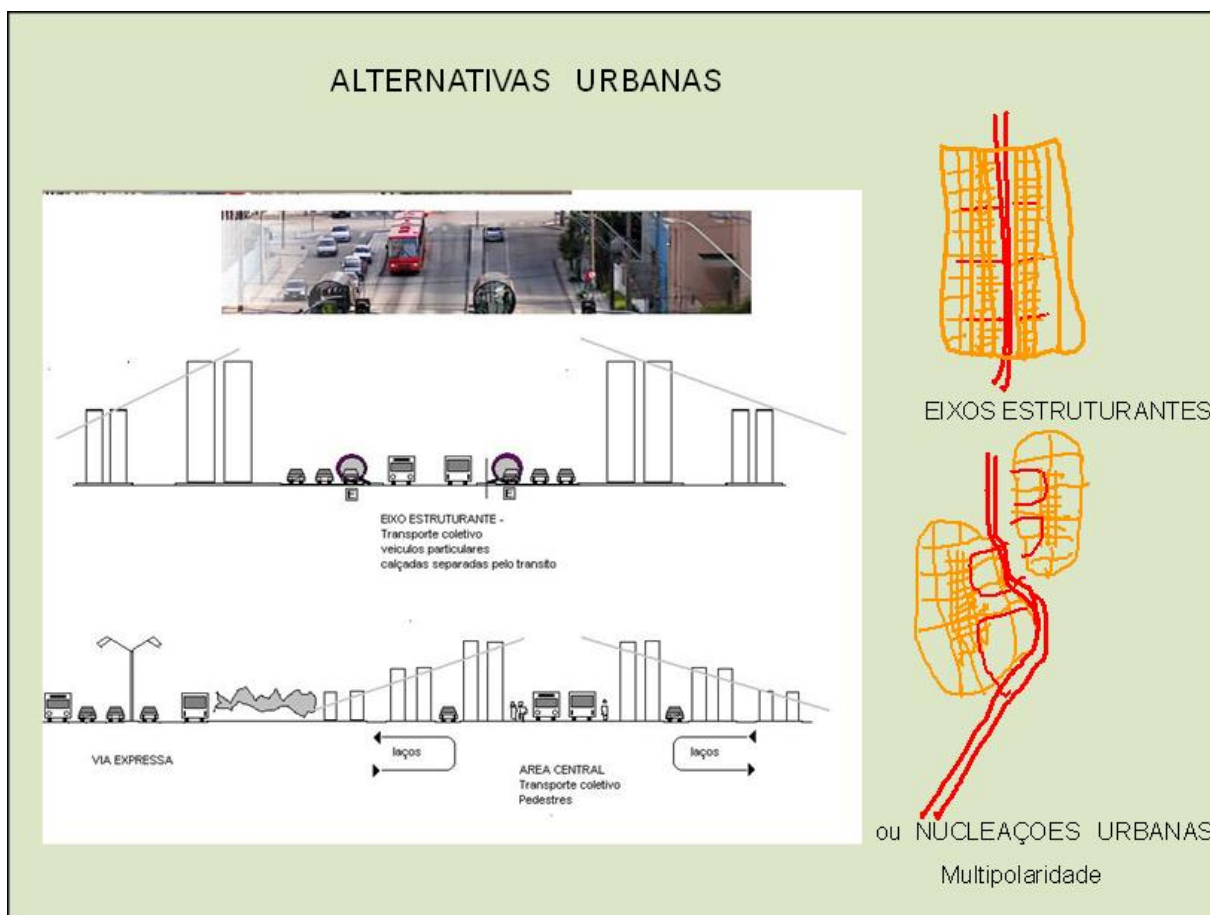 ALTERNATIVAS URBANAS
EIXOS ESTRUTURANTES
E
E
EIXO ESTRUTURANTE -
Transporte coletivo
veiculos particulares
calçadas separadas pelo transito
VIA EXPRESSA
laços
AREA CENTRAL
Transporte coletivo
Pedestres
laços
ou NUCLEAÇOES URBANAS
Multipolaridade